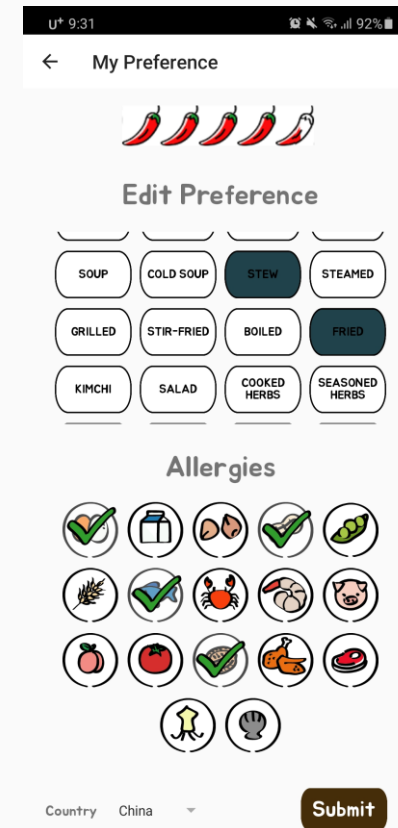 U+ 9:31 92%
My Preference
Edit Preference
SOUP COLD SOUP STEW STEAMED
GRILLED STIR-FRIED BOILED FRIED
KIMCHI SALAD COOKED HERBS SEASONED HERBS
Allergies
Country China Submit